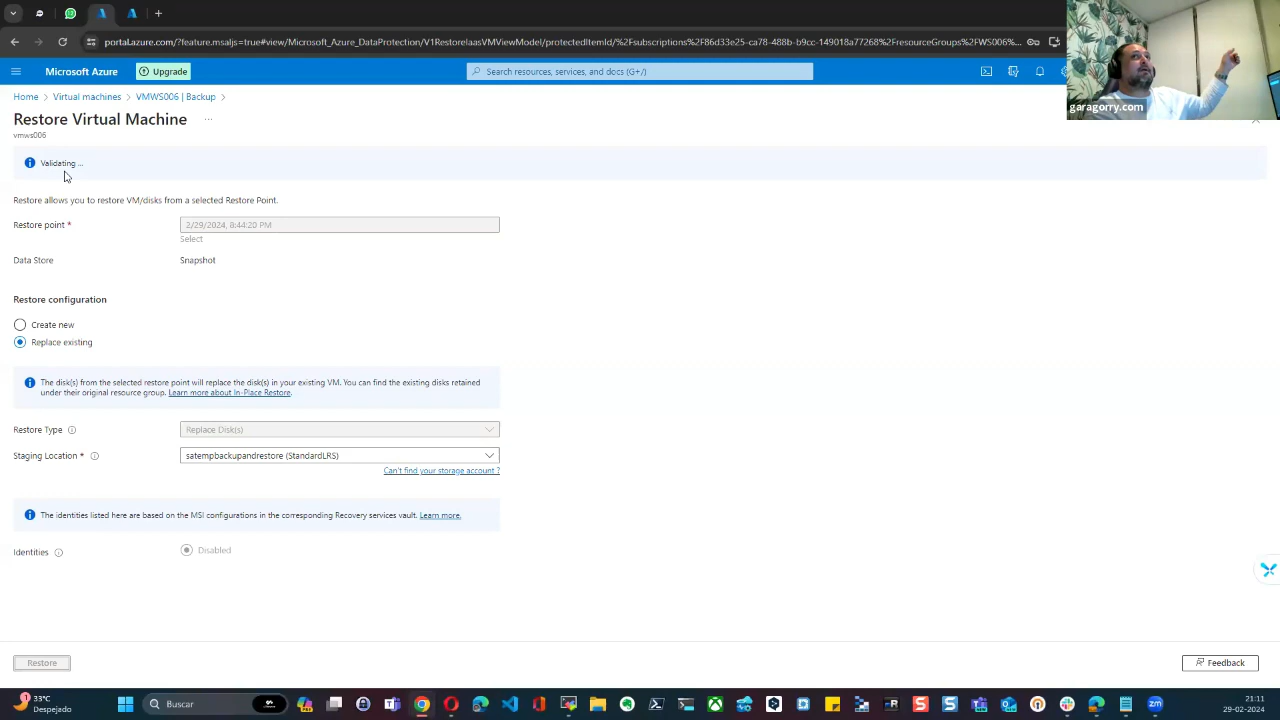 portal.azure.com/?feature.msaljs=true#view/Microsoft_Azure_DataProtection/V1RestoreIaasVMViewModel/protectedItemId/%2Fsubscriptions%2F86d33e25-ca78-488b-b9cc-149018a77268%2FresourceGroups%2FWS006%...
Microsoft Azure
Upgrade
Search resources, services, and docs (G+/)
garagorry.com
Home > Virtual machines > VMWS006 | Backup >
Restore Virtual Machine ...
vmws006
Validating ...
Restore allows you to restore VM/disks from a selected Restore Point.
Restore point * 2/29/2024, 8:44:20 PM
Select
Data Store Snapshot
Restore configuration
Create new
Replace existing
The disk(s) from the selected restore point will replace the disk(s) in your existing VM. You can find the existing disks retained
under their original resource group. Learn more about In-Place Restore.
Restore Type Replace Disk(s)
Staging Location * satempbackupandrestore (StandardLRS)
Can't find your storage account ?
The identities listed here are based on the MSI configurations in the corresponding Recovery services vault. Learn more.
Identities Disabled
Restore
Feedback
33°C
Despejado
Buscar
21:11
29-02-2024